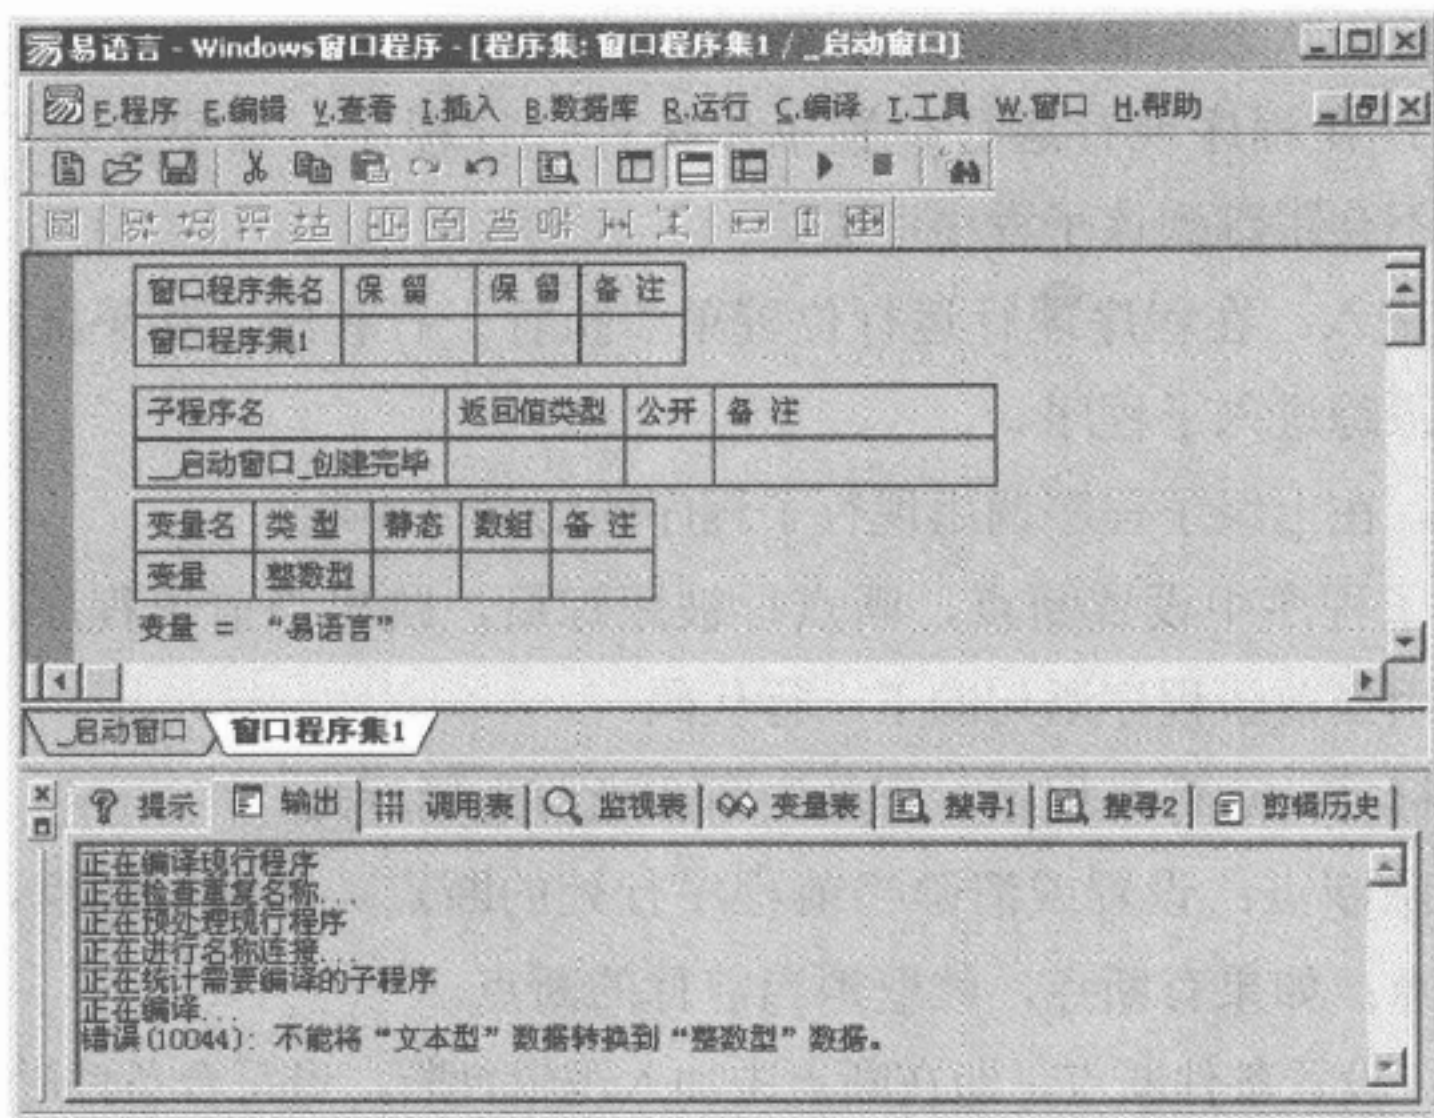 易语言 - Windows窗口程序 - [程序集: 窗口程序集1 / _启动窗口]
F.程序 E.编辑 V.查看 I.插入 B.数据库 R.运行 C.编译 T.工具 W.窗口 H.帮助
窗口程序集名 保 留 保 留 备 注
窗口程序集1
子程序名 返回值类型 公开 备 注
__启动窗口_创建完毕
变量名 类 型 静态 数组 备 注
变量 整数型
变量 = “易语言”
_启动窗口 窗口程序集1
提示 输出 调用表 监视表 变量表 搜寻1 搜寻2 剪辑历史
正在编译现行程序
正在检查重复名称...
正在预处理现行程序
正在进行名称连接...
正在统计需要编译的子程序
正在编译...
错误(10044): 不能将“文本型”数据转换到“整数型”数据。